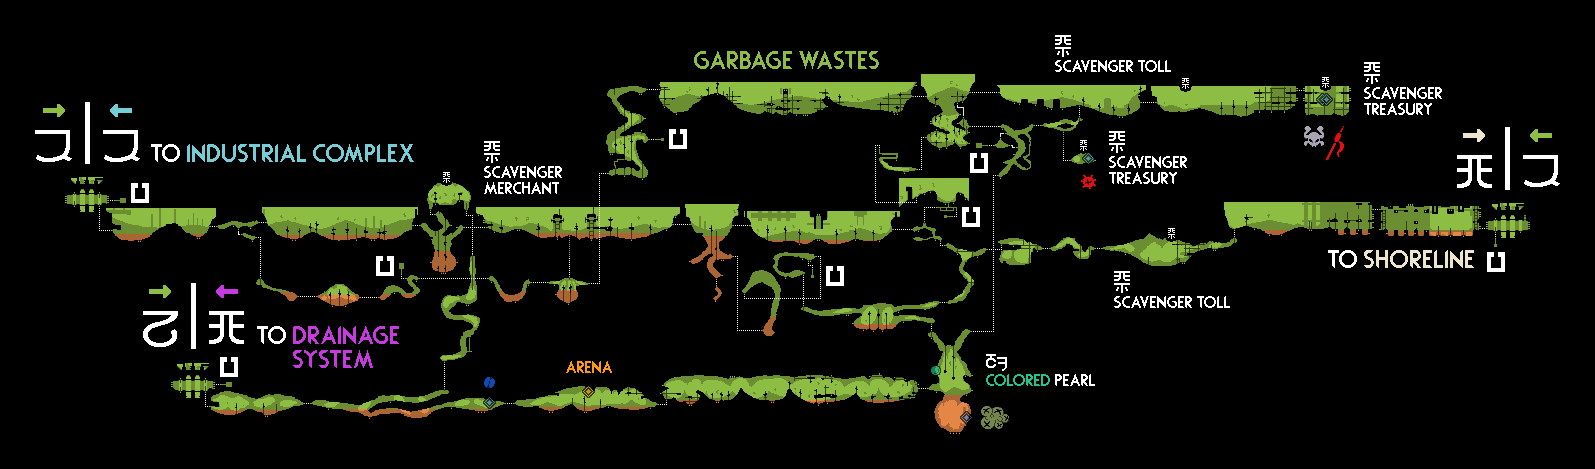 GARBAGE WASTES
SCAVENGER TOLL
SCAVENGER
TREASURY
TO INDUSTRIAL COMPLEX
SCAVENGER
MERCHANT
SCAVENGER
TREASURY
TO SHORELINE
SCAVENGER TOLL
TO DRAINAGE
SYSTEM
ARENA
COLORED PEARL